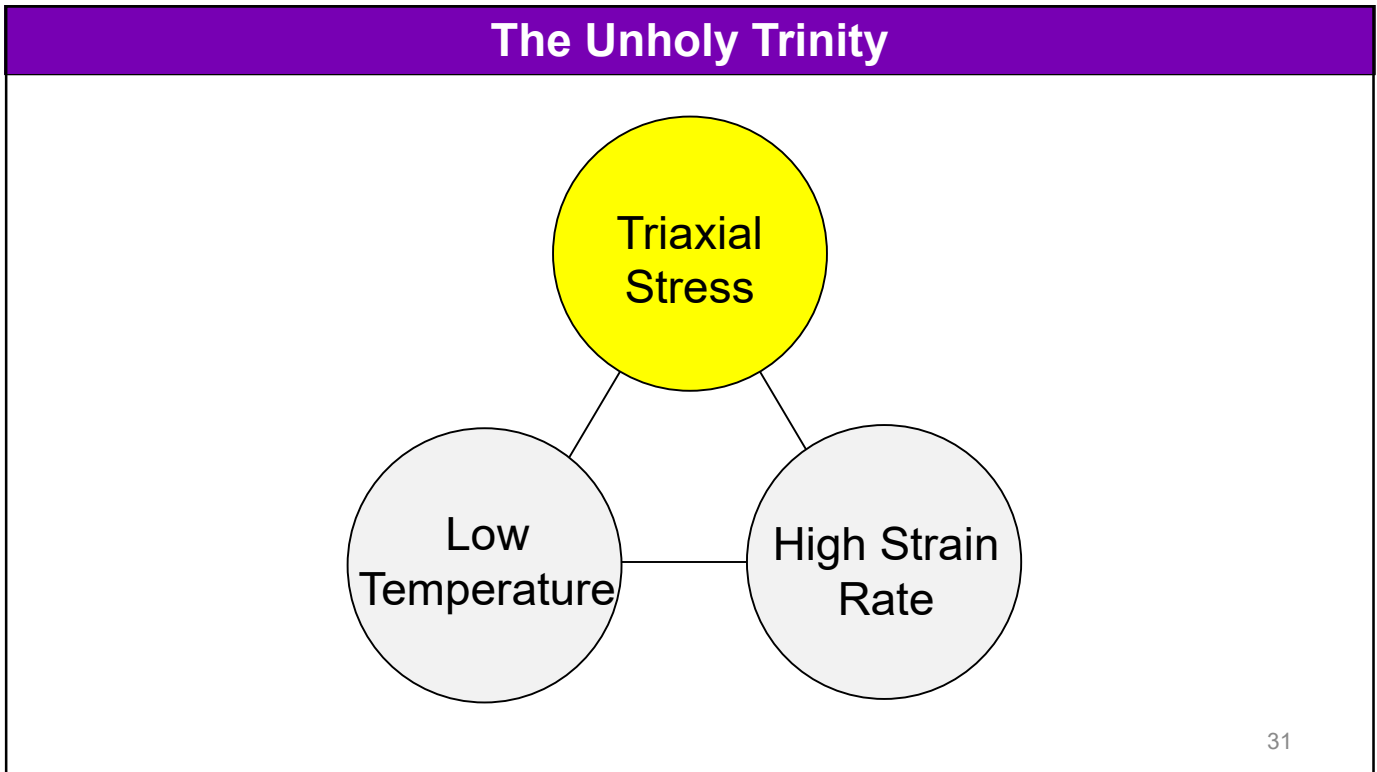 The Unholy Trinity
Triaxial
Stress
Low
Temperature
High Strain
Rate
31